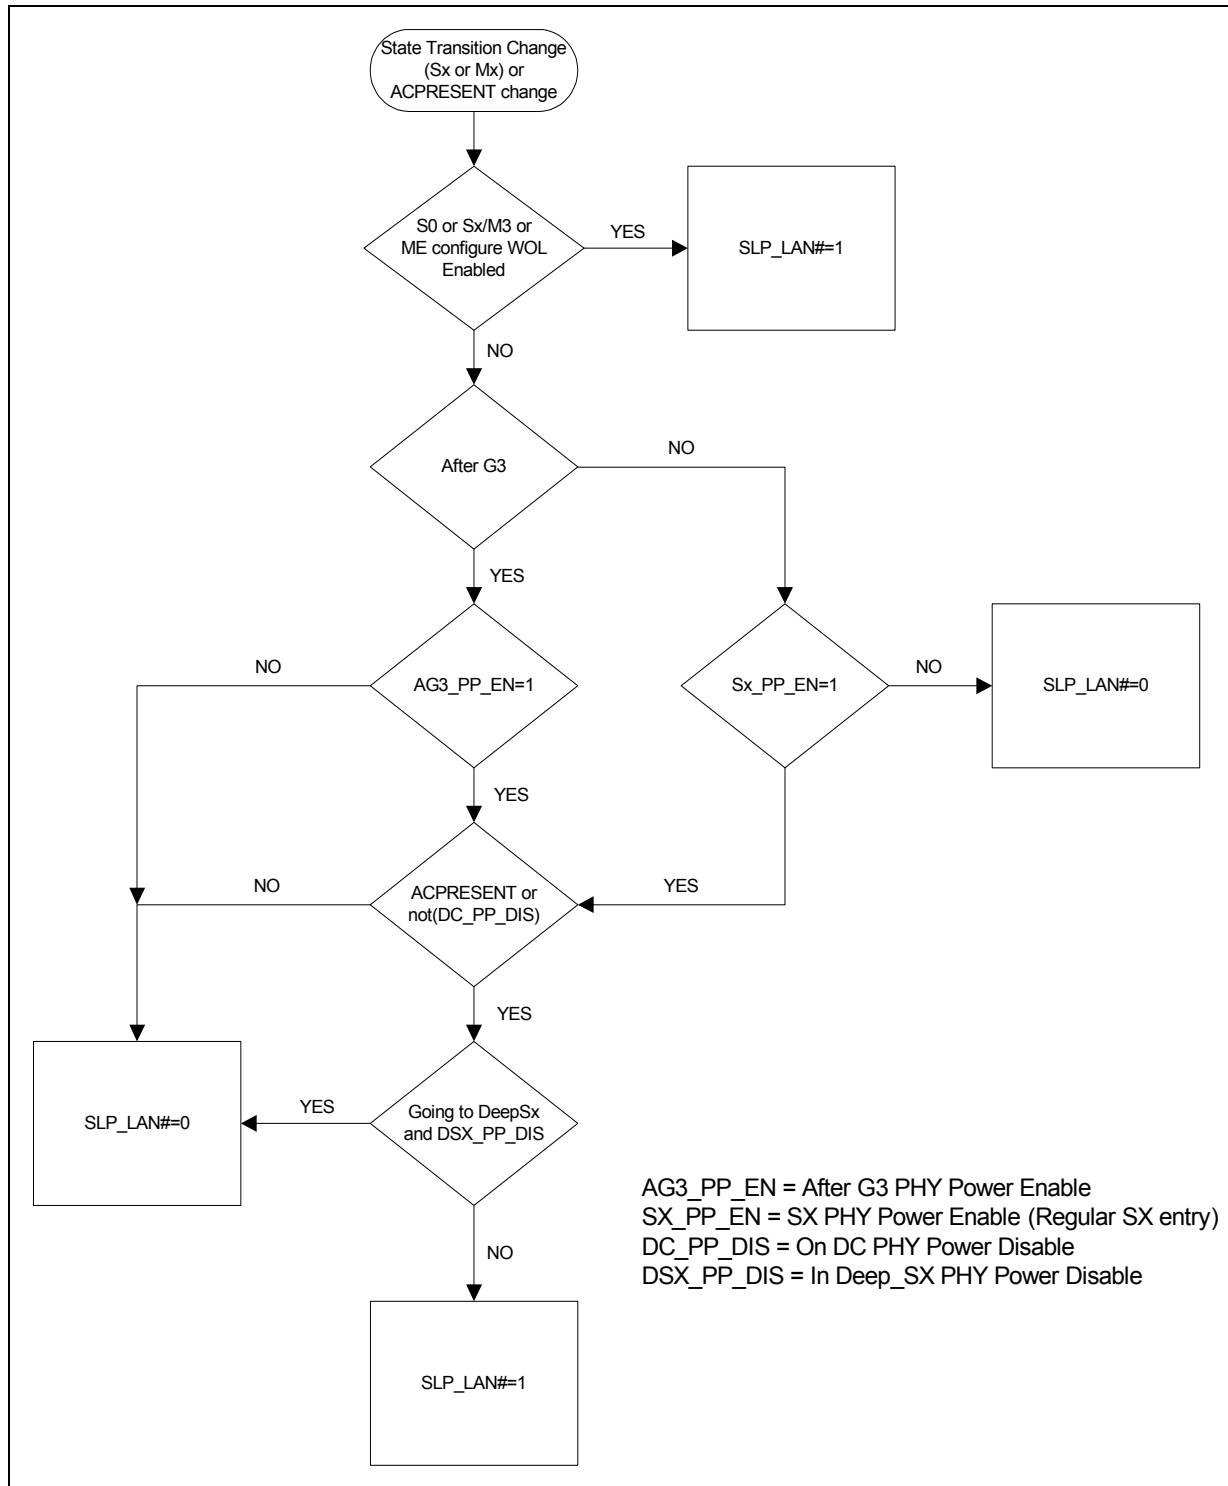 State Transition Change
(Sx or Mx) or
ACPRESENT change
S0 or Sx/M3 or
ME configure WOL
Enabled
YES
SLP_LAN#=1
NO
After G3
NO
YES
NO
AG3_PP_EN=1
Sx_PP_EN=1
NO
SLP_LAN#=0
YES
NO
ACPRESENT or
not(DC_PP_DIS)
YES
YES
SLP_LAN#=0
YES
Going to DeepSx
and DSX_PP_DIS
AG3_PP_EN = After G3 PHY Power Enable
SX_PP_EN = SX PHY Power Enable (Regular SX entry)
DC_PP_DIS = On DC PHY Power Disable
DSX_PP_DIS = In Deep_SX PHY Power Disable
NO
SLP_LAN#=1